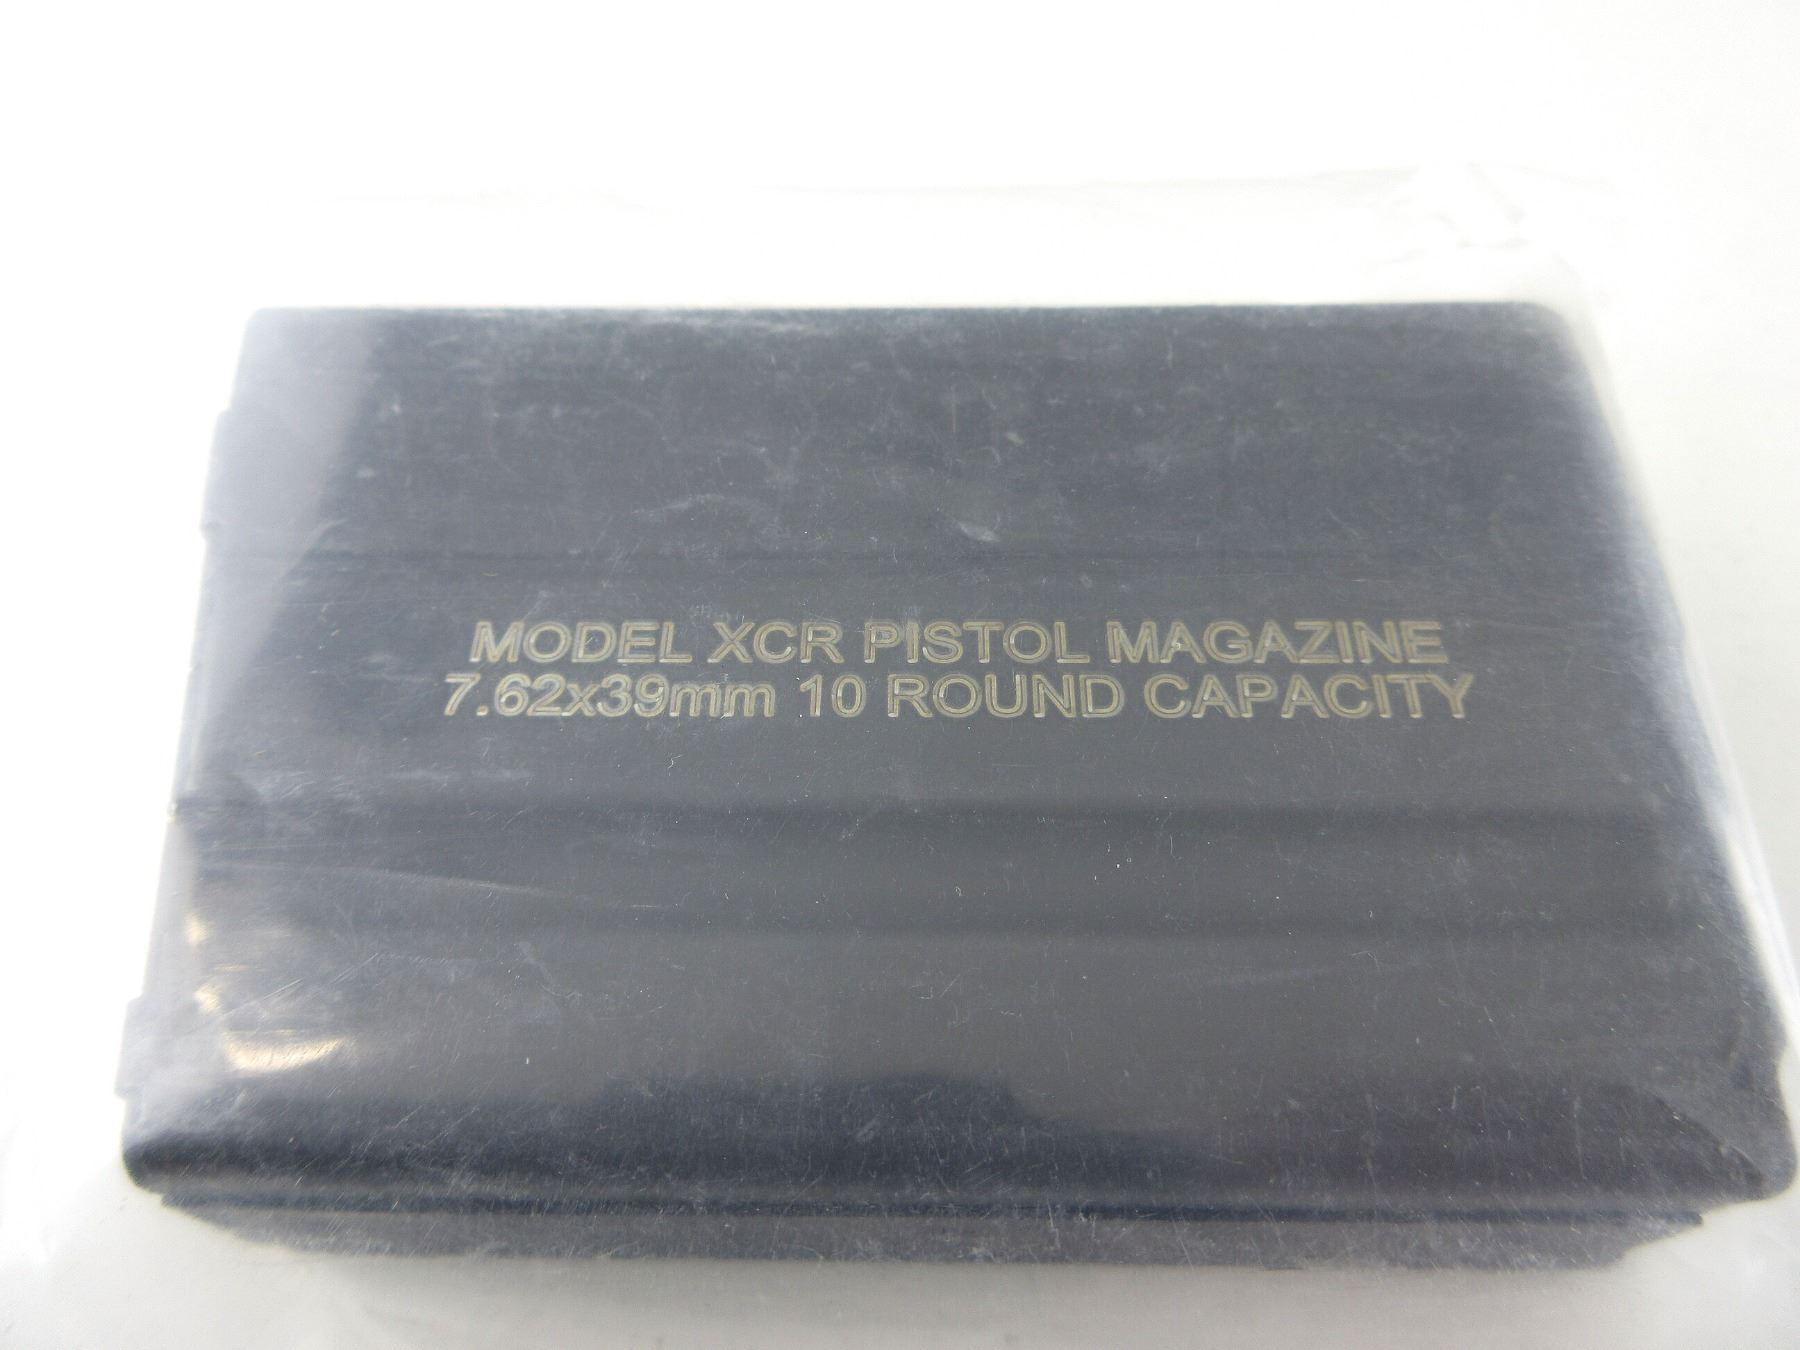 MODEL XCR PISTOL MAGAZINE
7.62x39mm 10 ROUND CAPACITY